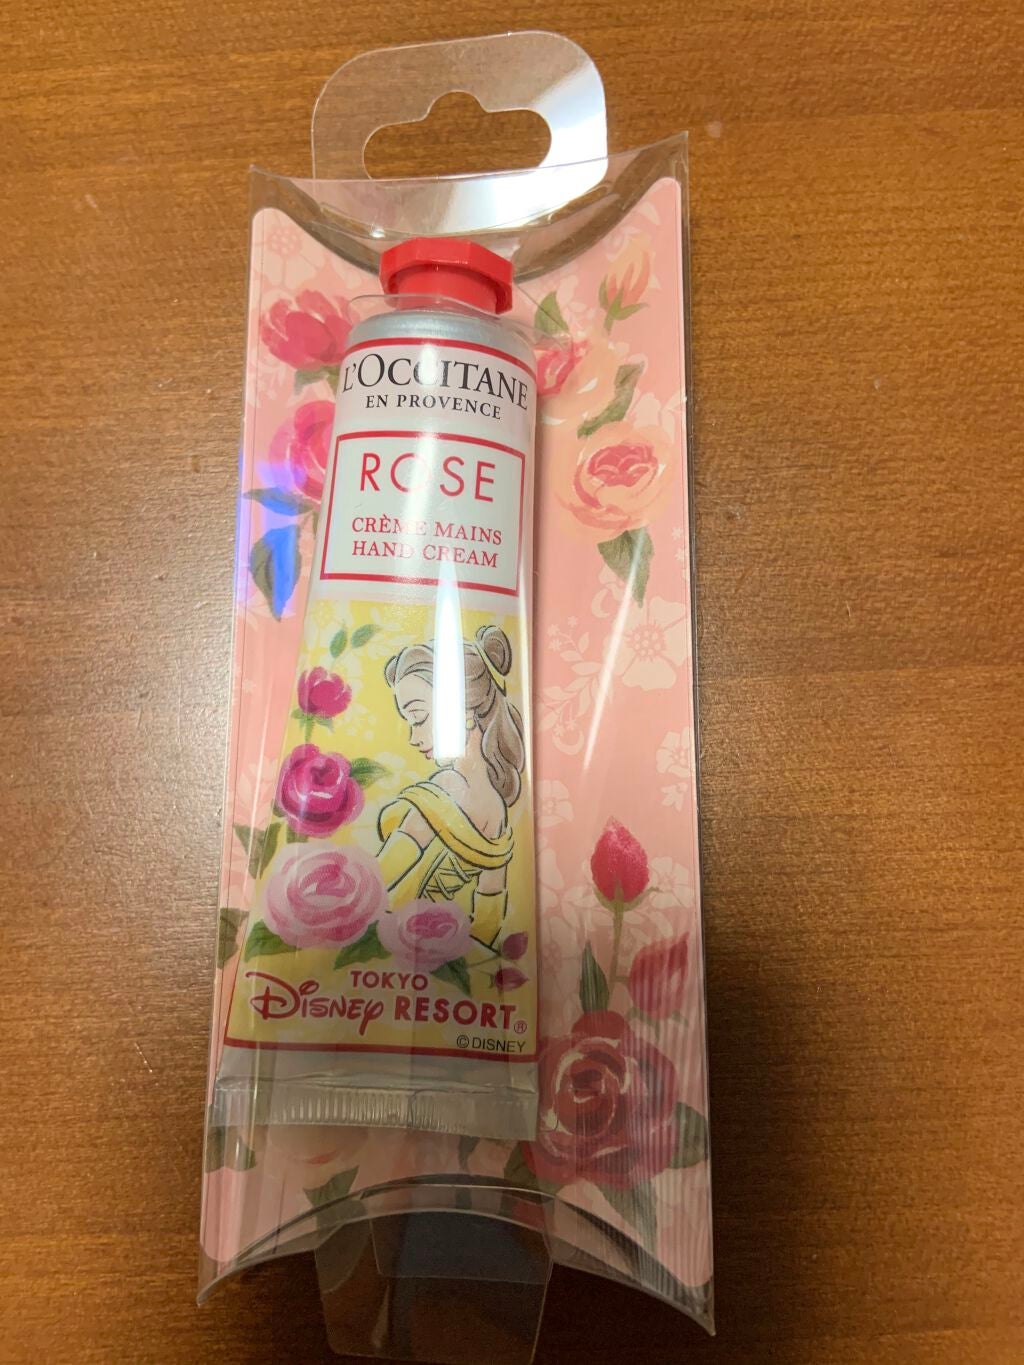 L'OCCITANE
EN PROVENCE
ROSE
CRÈME MAINS
HAND CREAM
TOKYO
Disney RESORT®
©DISNEY